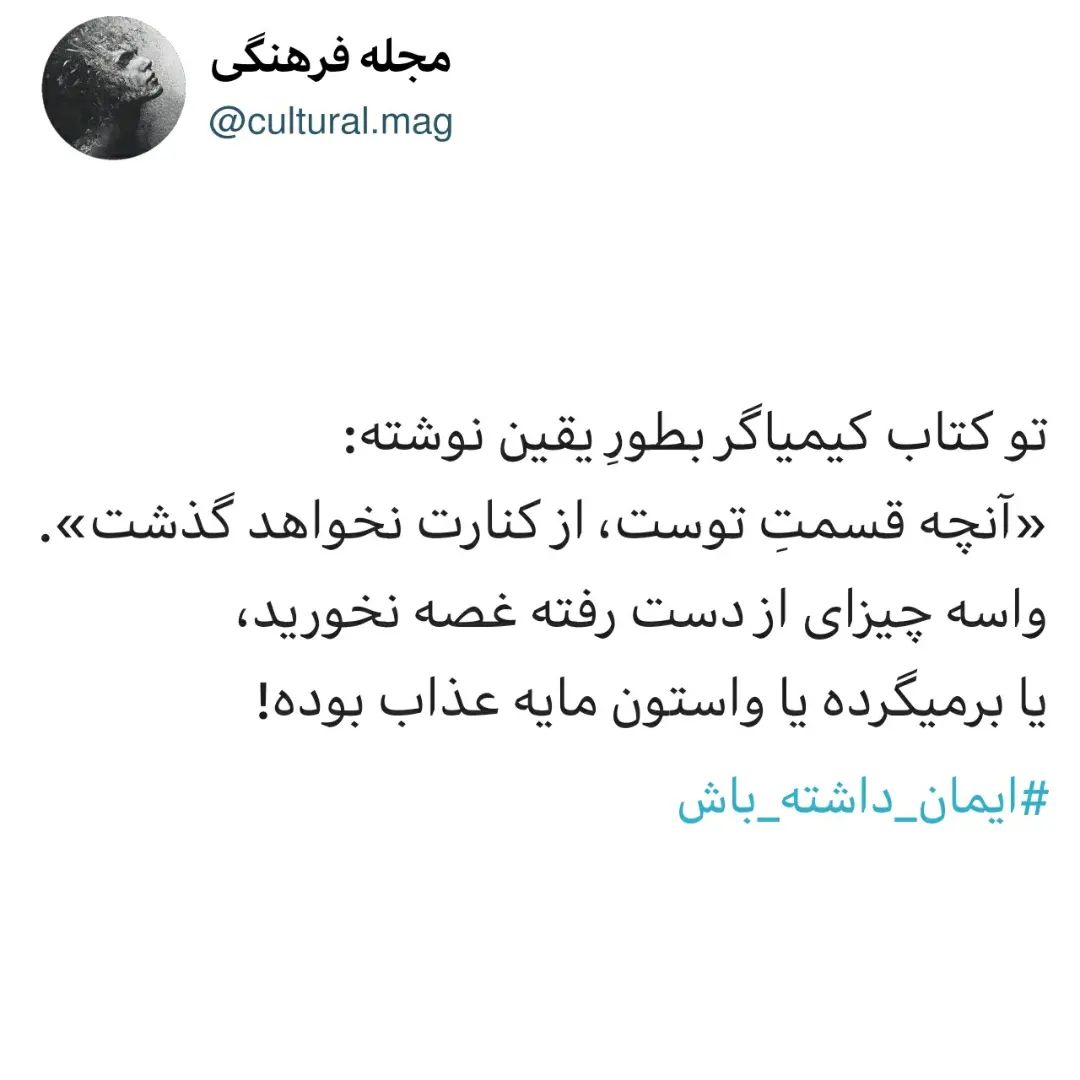 مجله فرهنگی
@cultural.mag
تو کتاب کیمیاگر بطورِ یقین نوشته:
«آنچه قسمتِ توست، از کنارت نخواهد گذشت».
واسه چیزای از دست رفته غصه نخورید،
یا برمیگرده یا واستون مایه عذاب بوده!
#ایمان_داشته_باش